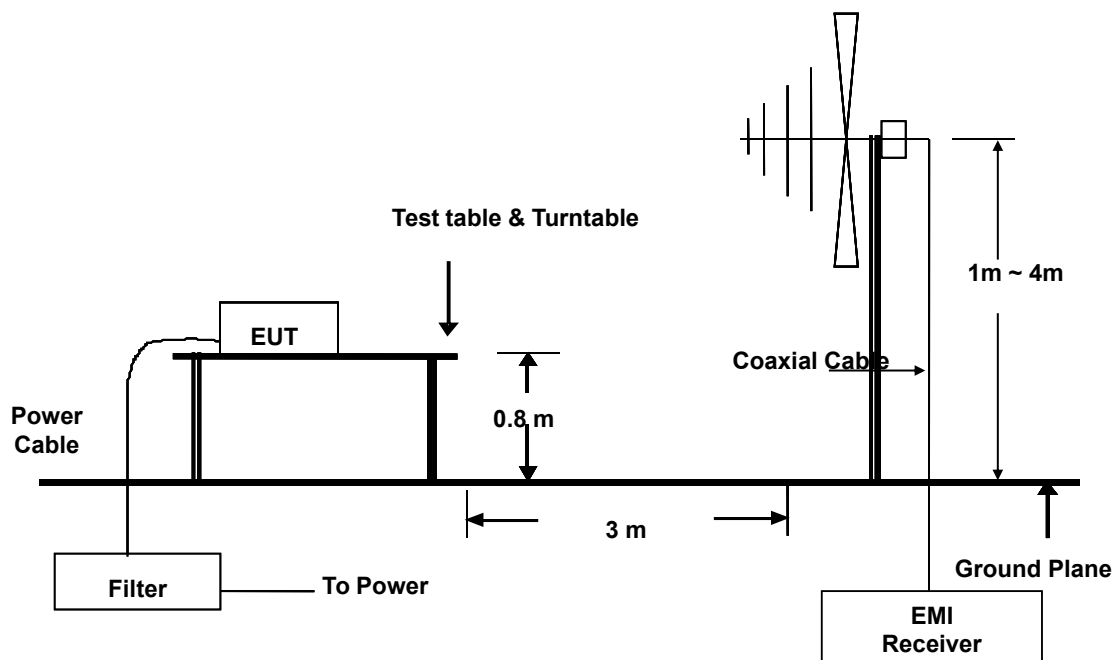 Test table & Turntable
EUT
1m ~ 4m
Coaxial Cable
Power
Cable
0.8 m
3 m
Filter
To Power
Ground Plane
EMI
Receiver